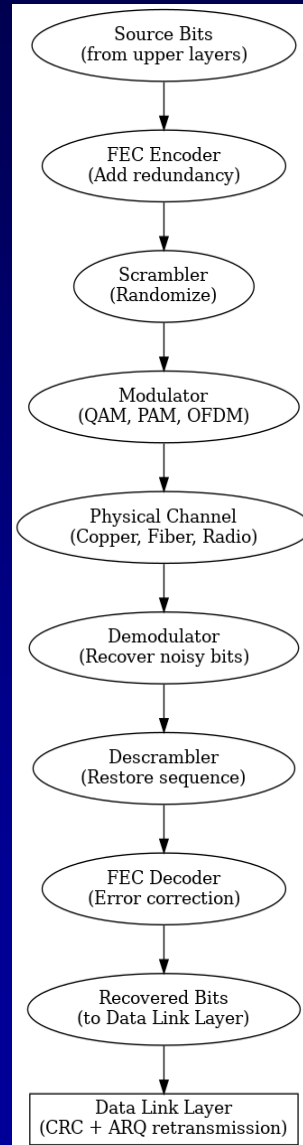 Source Bits
(from upper layers)
FEC Encoder
(Add redundancy)
Scrambler
(Randomize)
Modulator
(QAM, PAM, OFDM)
Physical Channel
(Copper, Fiber, Radio)
Demodulator
(Recover noisy bits)
Descrambler
(Restore sequence)
FEC Decoder
(Error correction)
Recovered Bits
(to Data Link Layer)
Data Link Layer
(CRC + ARQ retransmission)